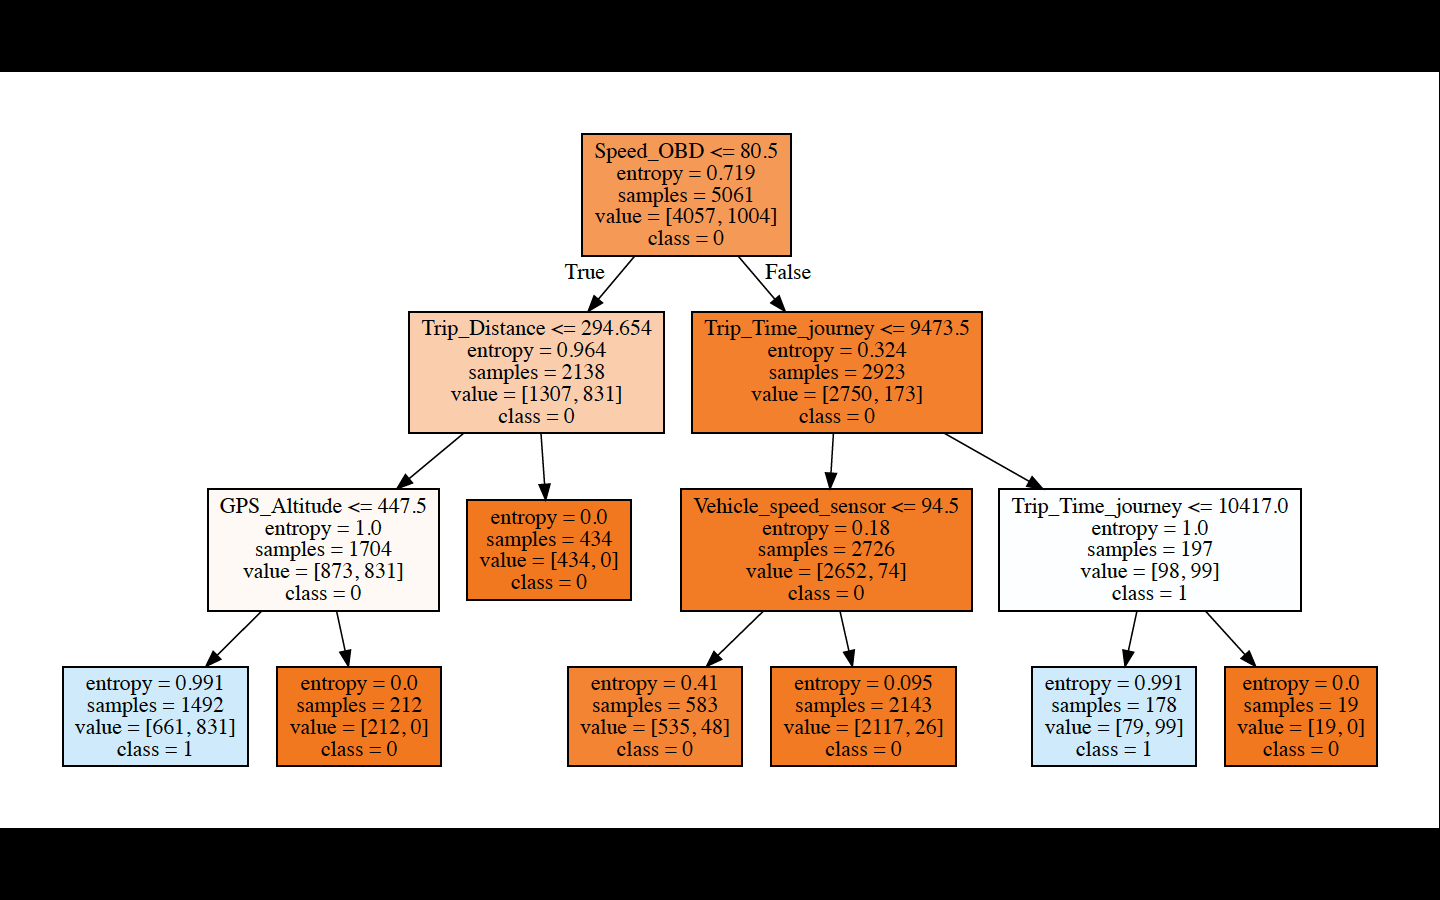 Speed_OBD <= 80.5
entropy = 0.719
samples = 5061
value = [4057, 1004]
class = 0
True
False
Trip_Distance <= 294.654
entropy = 0.964
samples = 2138
value = [1307, 831]
class = 0
Trip_Time_journey <= 9473.5
entropy = 0.324
samples = 2923
value = [2750, 173]
class = 0
GPS_Altitude <= 447.5
entropy = 1.0
samples = 1704
value = [873, 831]
class = 0
entropy = 0.0
samples = 434
value = [434, 0]
class = 0
Vehicle_speed_sensor <= 94.5
entropy = 0.18
samples = 2726
value = [2652, 74]
class = 0
Trip_Time_journey <= 10417.0
entropy = 1.0
samples = 197
value = [98, 99]
class = 1
entropy = 0.991
samples = 1492
value = [661, 831]
class = 1
entropy = 0.0
samples = 212
value = [212, 0]
class = 0
entropy = 0.41
samples = 583
value = [535, 48]
class = 0
entropy = 0.095
samples = 2143
value = [2117, 26]
class = 0
entropy = 0.991
samples = 178
value = [79, 99]
class = 1
entropy = 0.0
samples = 19
value = [19, 0]
class = 0